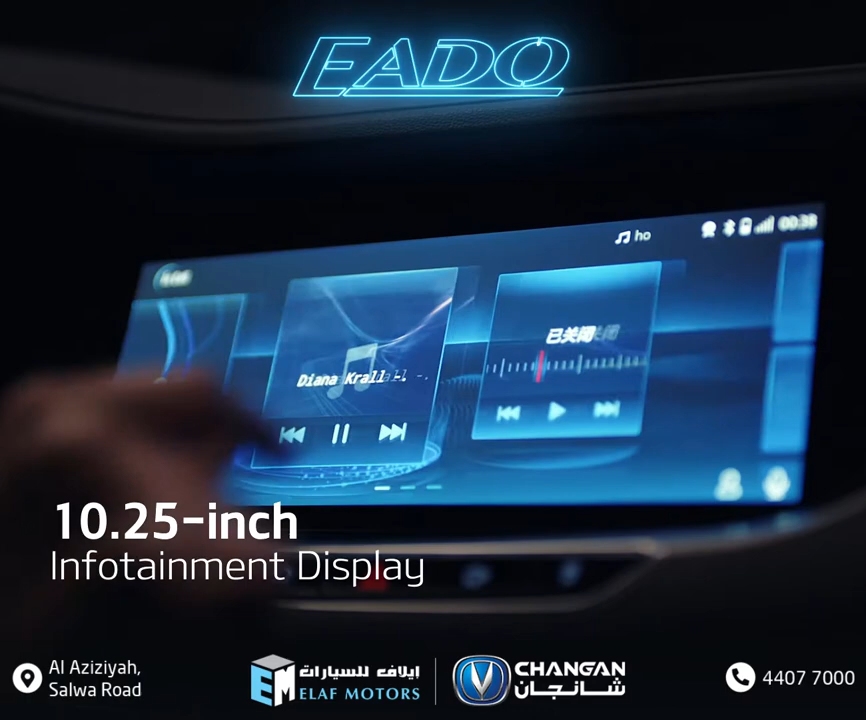 EADO
ho
00:38
已关闭
Diana Krall -.
10.25-inch
Infotainment Display
Al Aziziyah,
Salwa Road
ايلاف للسيارات
ELAF MOTORS
CHANGAN
شانجان
4407 7000